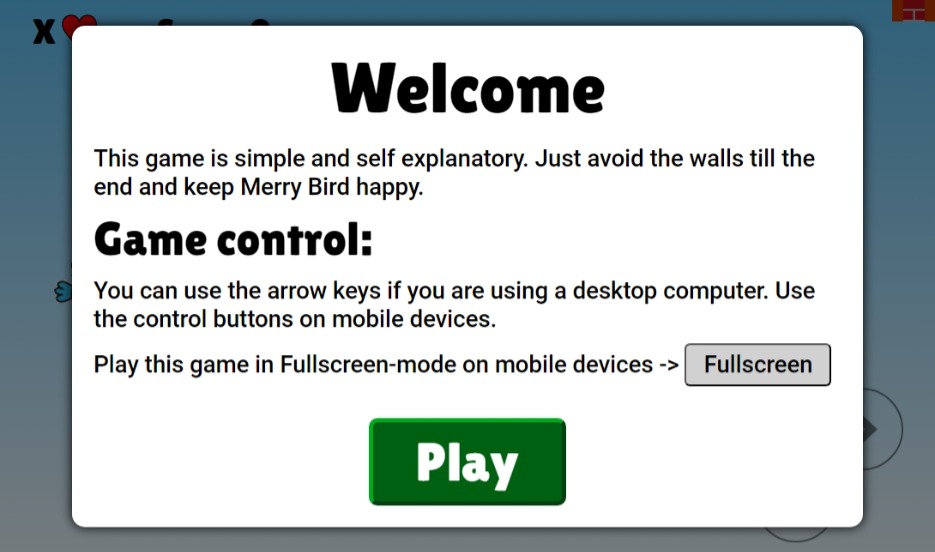 X
Welcome
This game is simple and self explanatory. Just avoid the walls till the
end and keep Merry Bird happy.
Game control:
You can use the arrow keys if you are using a desktop computer. Use
the control buttons on mobile devices.
Play this game in Fullscreen-mode on mobile devices -> Fullscreen
Play